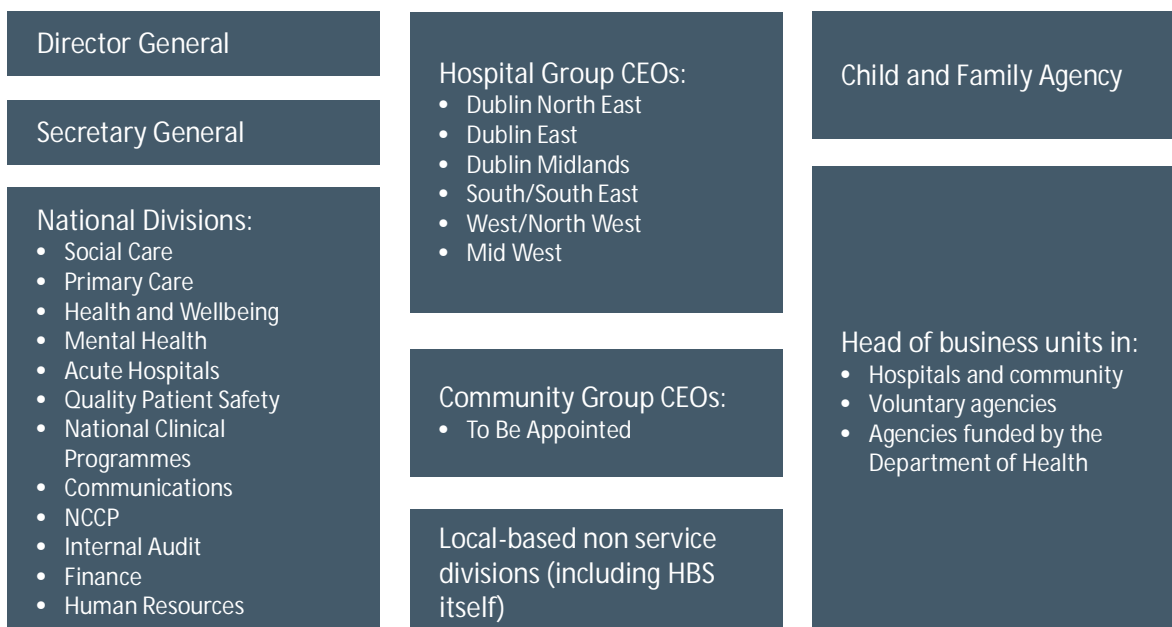 Director General
Secretary General
National Divisions:
• Social Care
• Primary Care
• Health and Wellbeing
• Mental Health
• Acute Hospitals
• Quality Patient Safety
• National Clinical
Programmes
• Communications
• NCCP
• Internal Audit
• Finance
• Human Resources
Hospital Group CEOs:
• Dublin North East
• Dublin East
• Dublin Midlands
• South/South East
• West/North West
• Mid West
Community Group CEOs:
• To Be Appointed
Local-based non service
divisions (including HBS
itself)
Child and Family Agency
Head of business units in:
• Hospitals and community
• Voluntary agencies
• Agencies funded by the
Department of Health